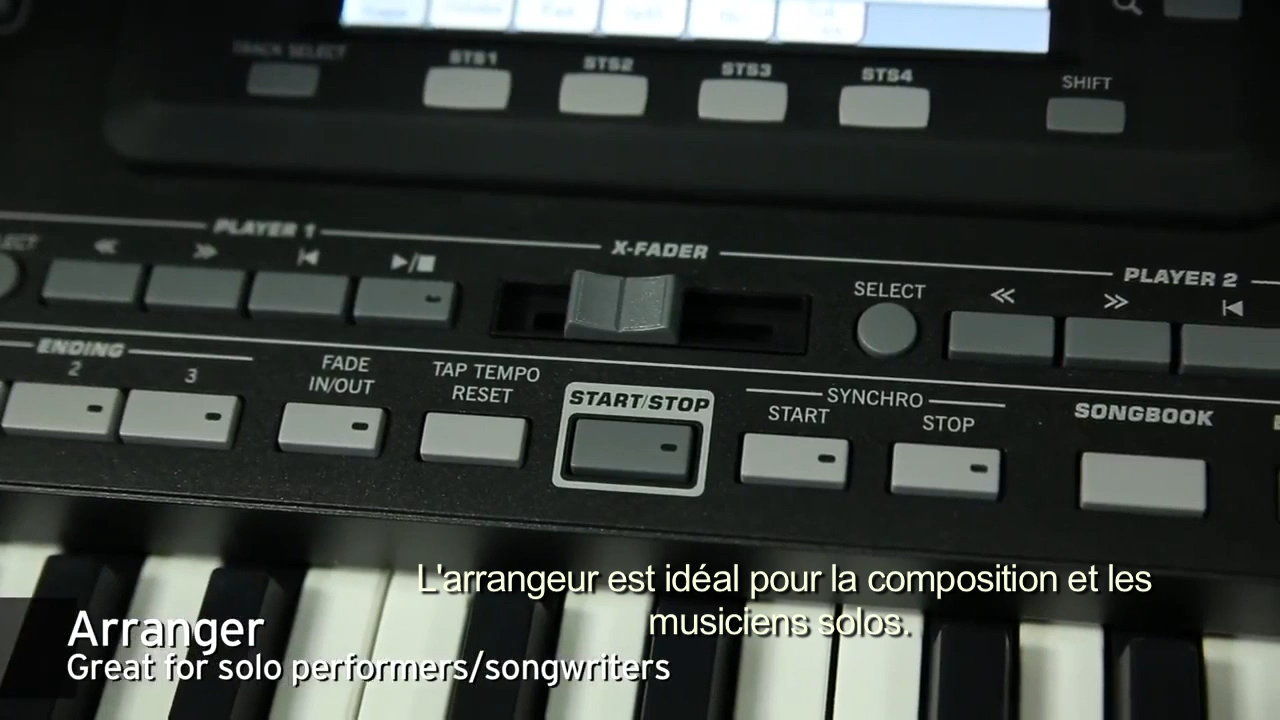 TRACK SELECT
STS1
STS2
STS3
STS4
SHIFT
PLAYER 1
X-FADER
PLAYER 2
SELECT
ENDING
2
3
FADE
IN/OUT
TAP TEMPO
RESET
START/STOP
SYNCHRO
START
STOP
SONGBOOK
L'arrangeur est idéal pour la composition et les
musiciens solos.
Arranger
Great for solo performers/songwriters